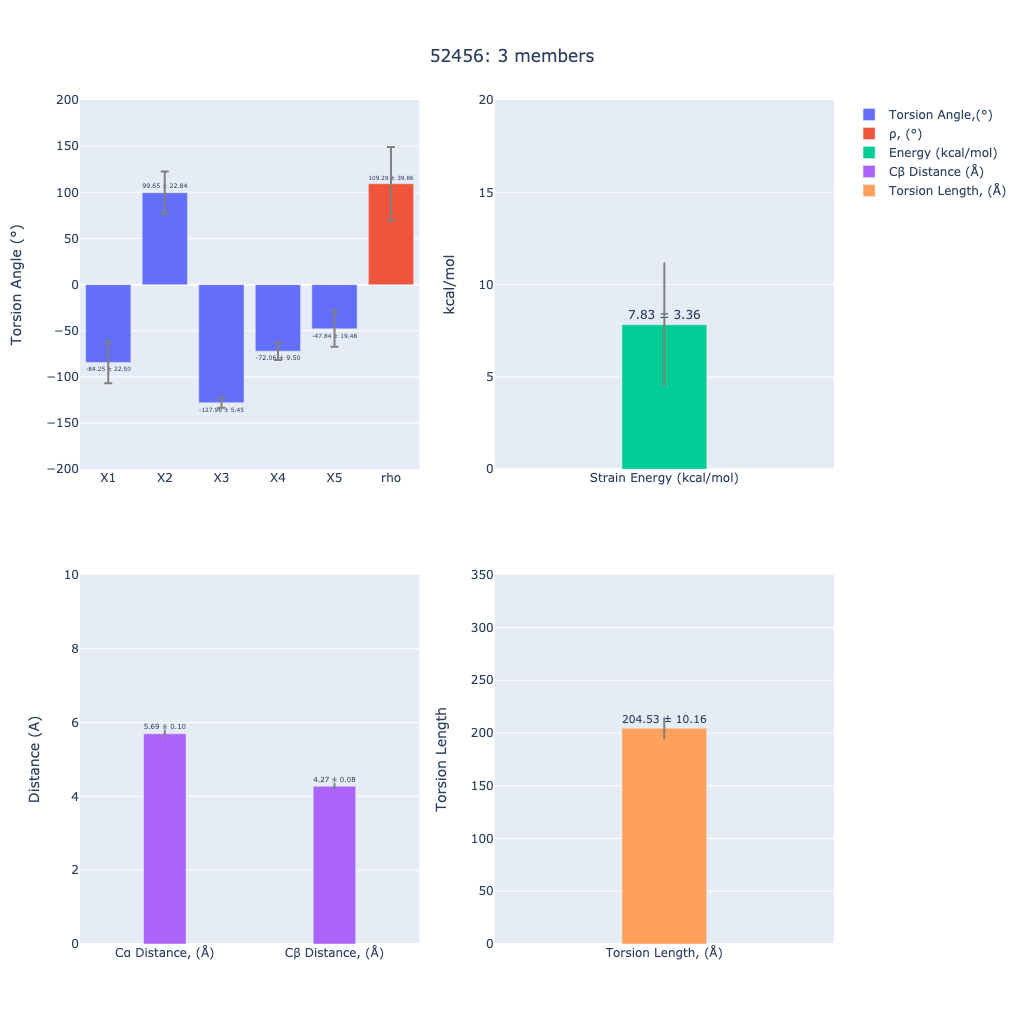 52456: 3 members
Torsion Angle,(°)
ρ, (°)
Energy (kcal/mol)
Cβ Distance (Å)
Torsion Length, (Å)
Torsion Angle (°)
200
150
100
50
0
−50
−100
−150
−200
-84.25 ± 22.50
99.65 ± 22.84
-127.96 ± 5.45
-72.06 ± 9.50
-47.84 ± 19.48
109.29 ± 39.86
X1 X2 X3 X4 X5 rho
kcal/mol
20
15
10
5
0
7.83 ± 3.36
Strain Energy (kcal/mol)
Distance (A)
10
8
6
4
2
0
5.69 ± 0.10
4.27 ± 0.08
Cα Distance, (Å) Cβ Distance, (Å)
Torsion Length
350
300
250
200
150
100
50
0
204.53 ± 10.16
Torsion Length, (Å)